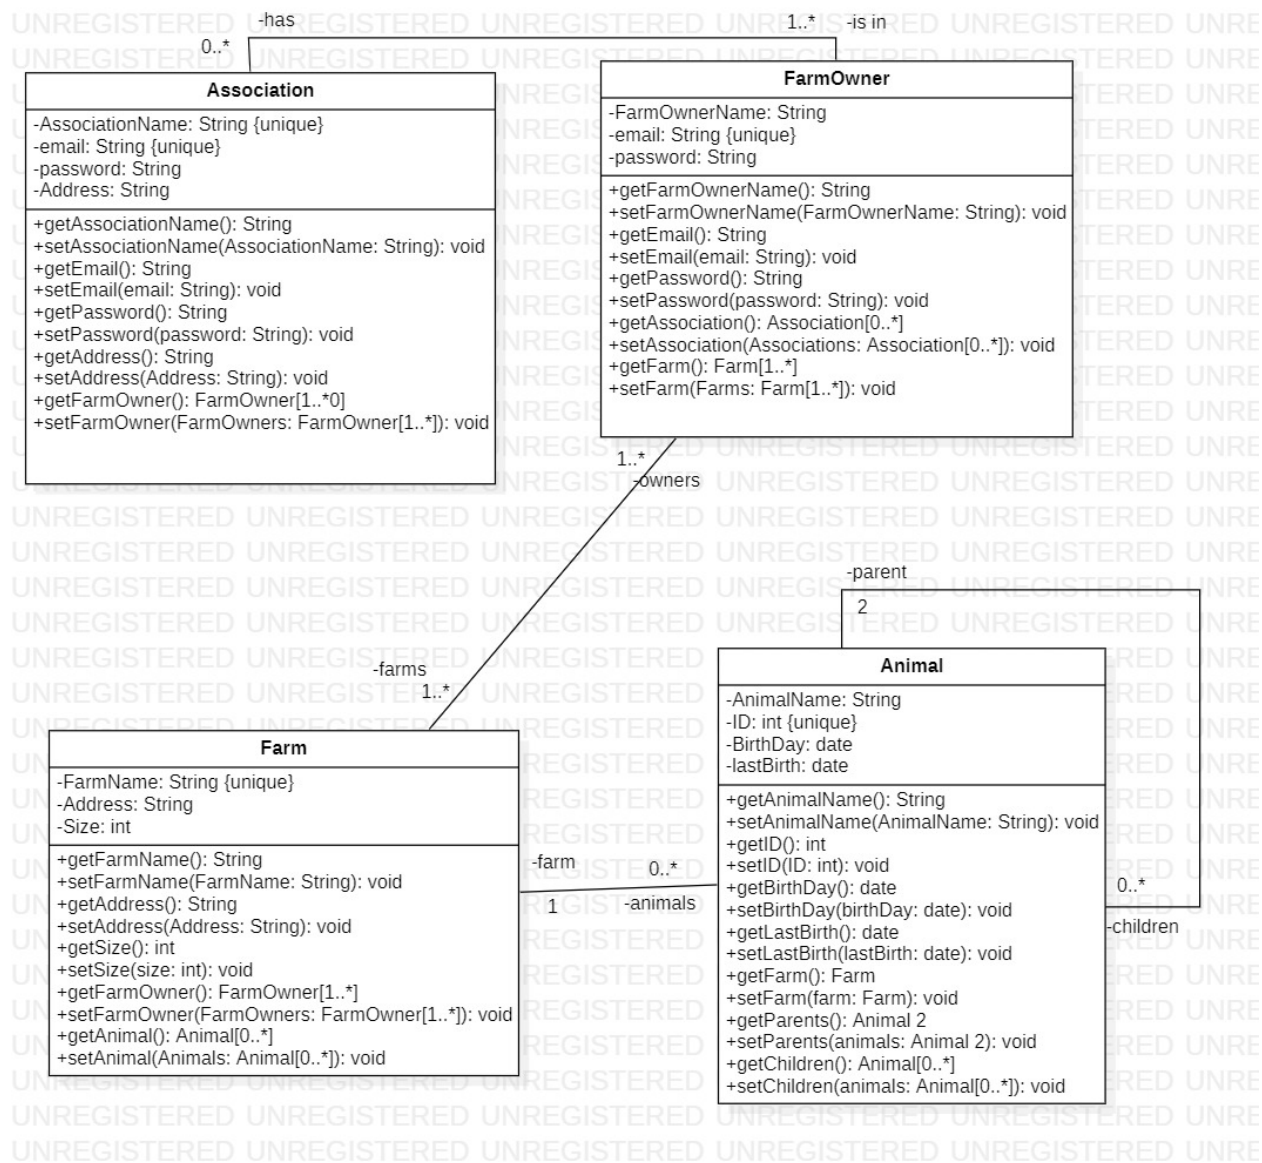 -has
0..*
1..*
-is in
Association
-AssociationName: String {unique}
-email: String {unique}
-password: String
-Address: String
+getAssociationName(): String
+setAssociationName(AssociationName: String): void
+getEmail(): String
+setEmail(email: String): void
+getPassword(): String
+setPassword(password: String): void
+getAddress(): String
+setAddress(Address: String): void
+getFarmOwner(): FarmOwner[1..*0]
+setFarmOwner(FarmOwners: FarmOwner[1..*]): void
FarmOwner
-FarmOwnerName: String
-email: String {unique}
-password: String
+getFarmOwnerName(): String
+setFarmOwnerName(FarmOwnerName: String): void
+getEmail(): String
+setEmail(email: String): void
+getPassword(): String
+setPassword(password: String): void
+getAssociation(): Association[0..*]
+setAssociation(Associations: Association[0..*]): void
+getFarm(): Farm[1..*]
+setFarm(Farms: Farm[1..*]): void
1..*
-owners
-farms
1..*
Farm
-FarmName: String {unique}
-Address: String
-Size: int
+getFarmName(): String
+setFarmName(FarmName: String): void
+getAddress(): String
+setAddress(Address: String): void
+getSize(): int
+setSize(size: int): void
+getFarmOwner(): FarmOwner[1..*]
+setFarmOwner(FarmOwners: FarmOwner[1..*]): void
+getAnimal(): Animal[0..*]
+setAnimal(Animals: Animal[0..*]): void
-farm
1
0..*
-animals
-parent
2
Animal
-AnimalName: String
-ID: int {unique}
-BirthDay: date
-lastBirth: date
+getAnimalName(): String
+setAnimalName(AnimalName: String): void
+getID(): int
+setID(ID: int): void
+getBirthDay(): date
+setBirthDay(birthDay: date): void
+getLastBirth(): date
+setLastBirth(lastBirth: date): void
+getFarm(): Farm
+setFarm(farm: Farm): void
+getParents(): Animal 2
+setParents(animals: Animal 2): void
+getChildren(): Animal[0..*]
+setChildren(animals: Animal[0..*]): void
0..*
-children
UNREGISTERED